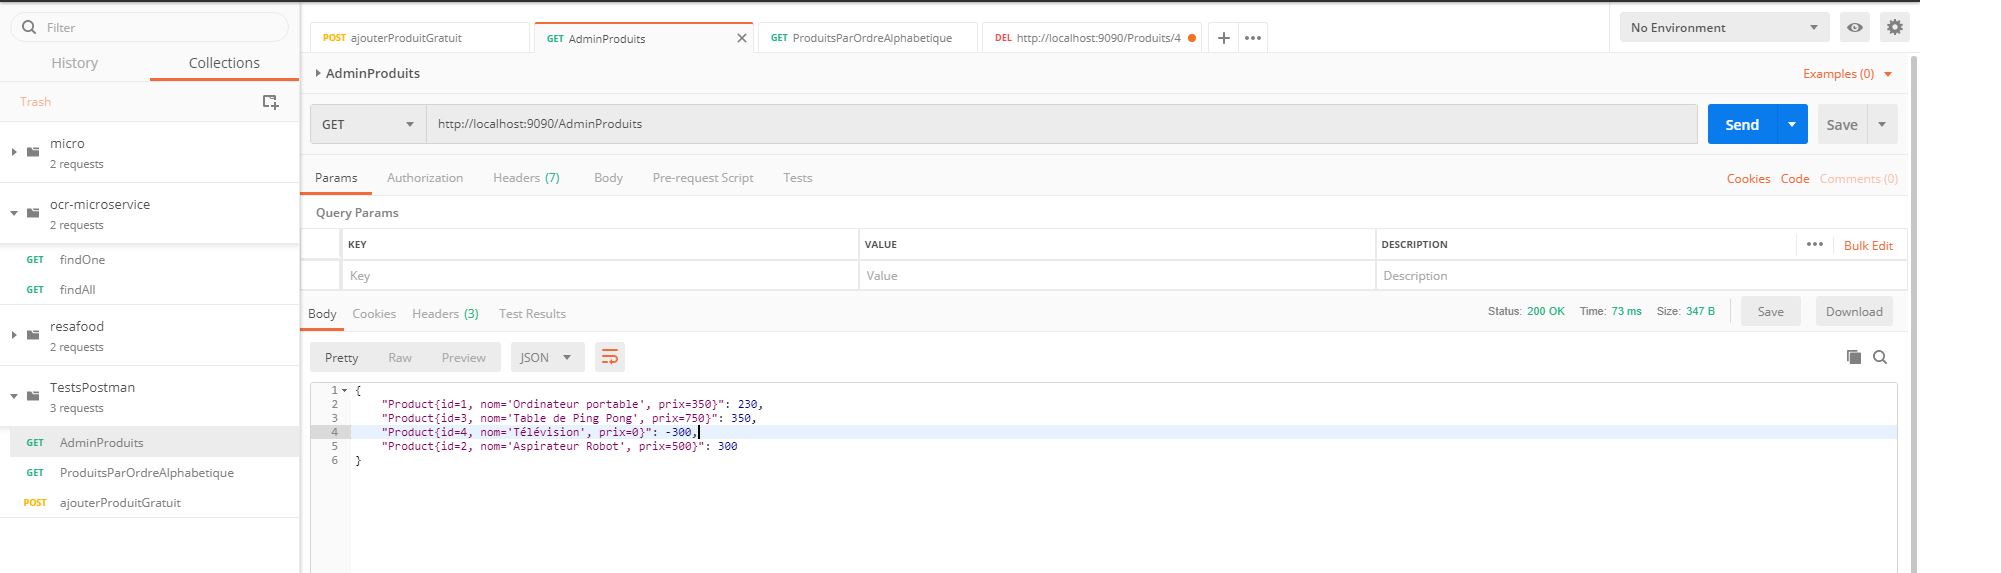 Filter
History
Collections
Trash
micro
2 requests
ocr-microservice
2 requests
GET findOne
GET findAll
resafood
2 requests
TestsPostman
3 requests
GET AdminProduits
GET ProduitsParOrdreAlphabetique
POST ajouterProduitGratuit
POST ajouterProduitGratuit
GET AdminProduits
GET ProduitsParOrdreAlphabetique
DEL http://localhost:9090/Produits/4
No Environment
AdminProduits
Examples (0)
GET
http://localhost:9090/AdminProduits
Send
Save
Params
Authorization
Headers (7)
Body
Pre-request Script
Tests
Cookies
Code
Comments (0)
Query Params
KEY
VALUE
DESCRIPTION
Bulk Edit
Key
Value
Description
Body
Cookies
Headers (3)
Test Results
Status: 200 OK
Time: 73 ms
Size: 347 B
Save
Download
Pretty
Raw
Preview
JSON
1 {
2 "Product{id=1, nom='Ordinateur portable', prix=350}": 230,
3 "Product{id=3, nom='Table de Ping Pong', prix=750}": 350,
4 "Product{id=4, nom='Télévision', prix=0}": -300,
5 "Product{id=2, nom='Aspirateur Robot', prix=500}": 300
6 }